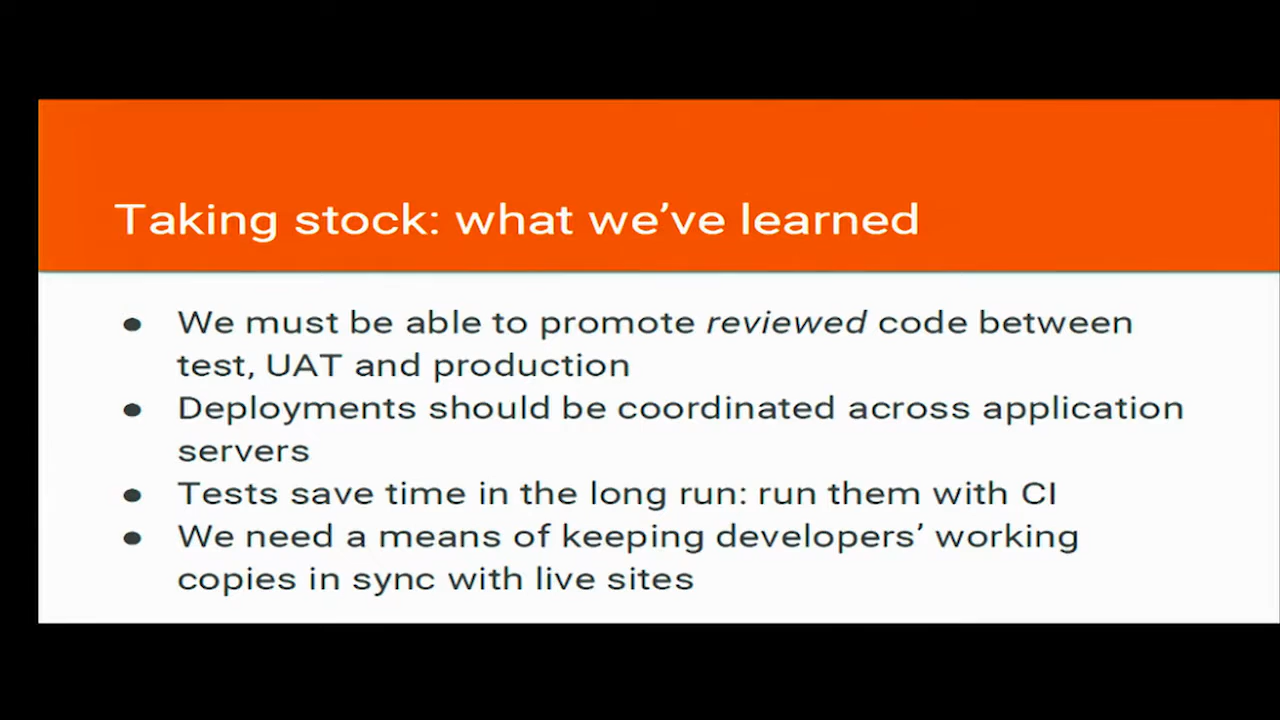 Taking stock: what we've learned
● We must be able to promote reviewed code between
test, UAT and production
● Deployments should be coordinated across application
servers
● Tests save time in the long run: run them with CI
● We need a means of keeping developers' working
copies in sync with live sites